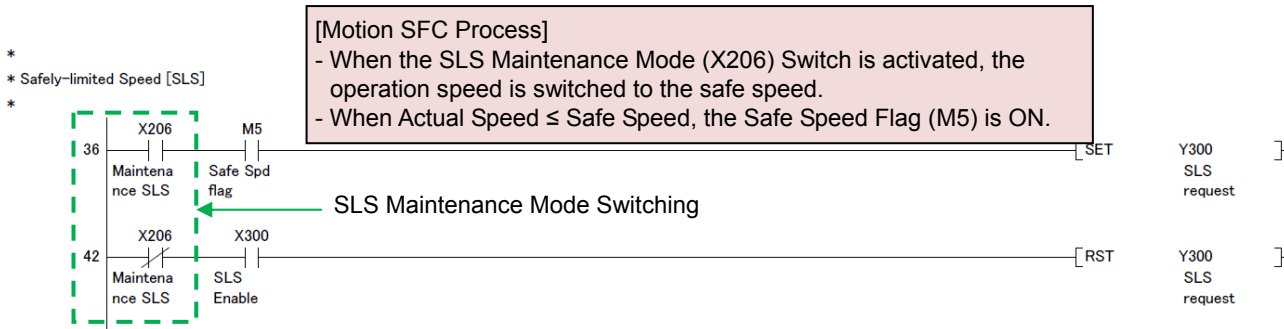 [Motion SFC Process]
- When the SLS Maintenance Mode (X206) Switch is activated, the
operation speed is switched to the safe speed.
- When Actual Speed ≤ Safe Speed, the Safe Speed Flag (M5) is ON.
*
* Safely-limited Speed [SLS]
*
X206 M5
36 SET Y300
Maintena Safe Spd SLS
nce SLS flag request
SLS Maintenance Mode Switching
X206 X300
42 RST Y300
Maintena SLS SLS
nce SLS Enable request